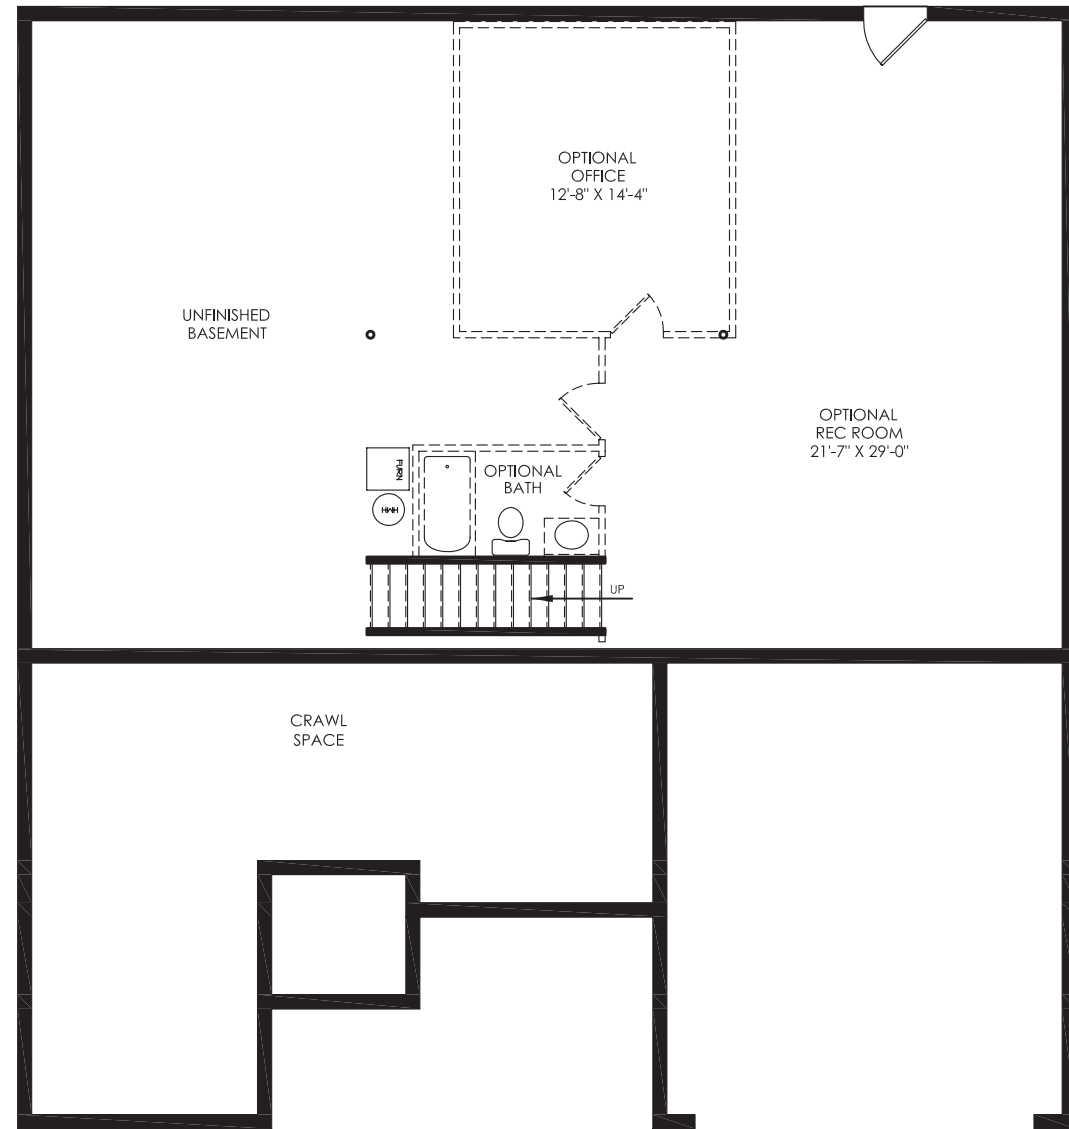 OPTIONAL
OFFICE
12'-8" X 14'-4"
UNFINISHED
BASEMENT
OPTIONAL
REC ROOM
21'-7" X 29'-0"
FURN
OPTIONAL
BATH
HWH
UP
CRAWL
SPACE